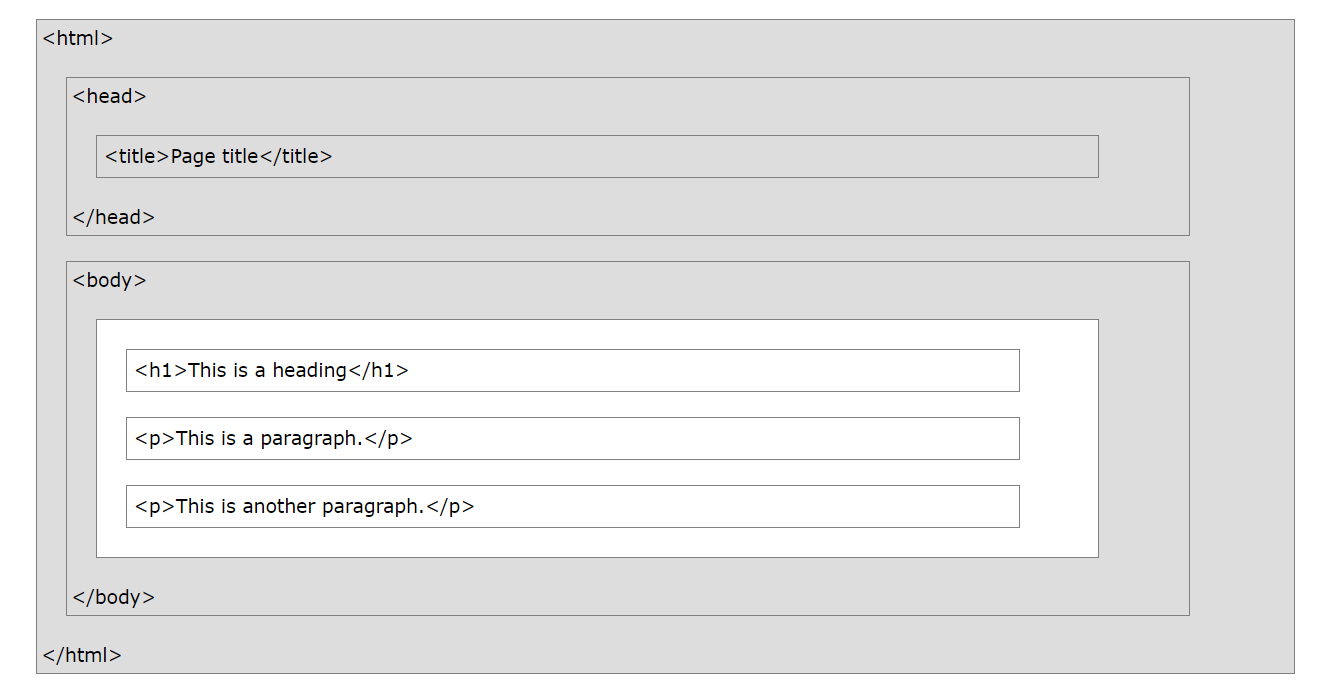 <html>
<head>
<title>Page title</title>
</head>
<body>
<h1>This is a heading</h1>
<p>This is a paragraph.</p>
<p>This is another paragraph.</p>
</body>
</html>